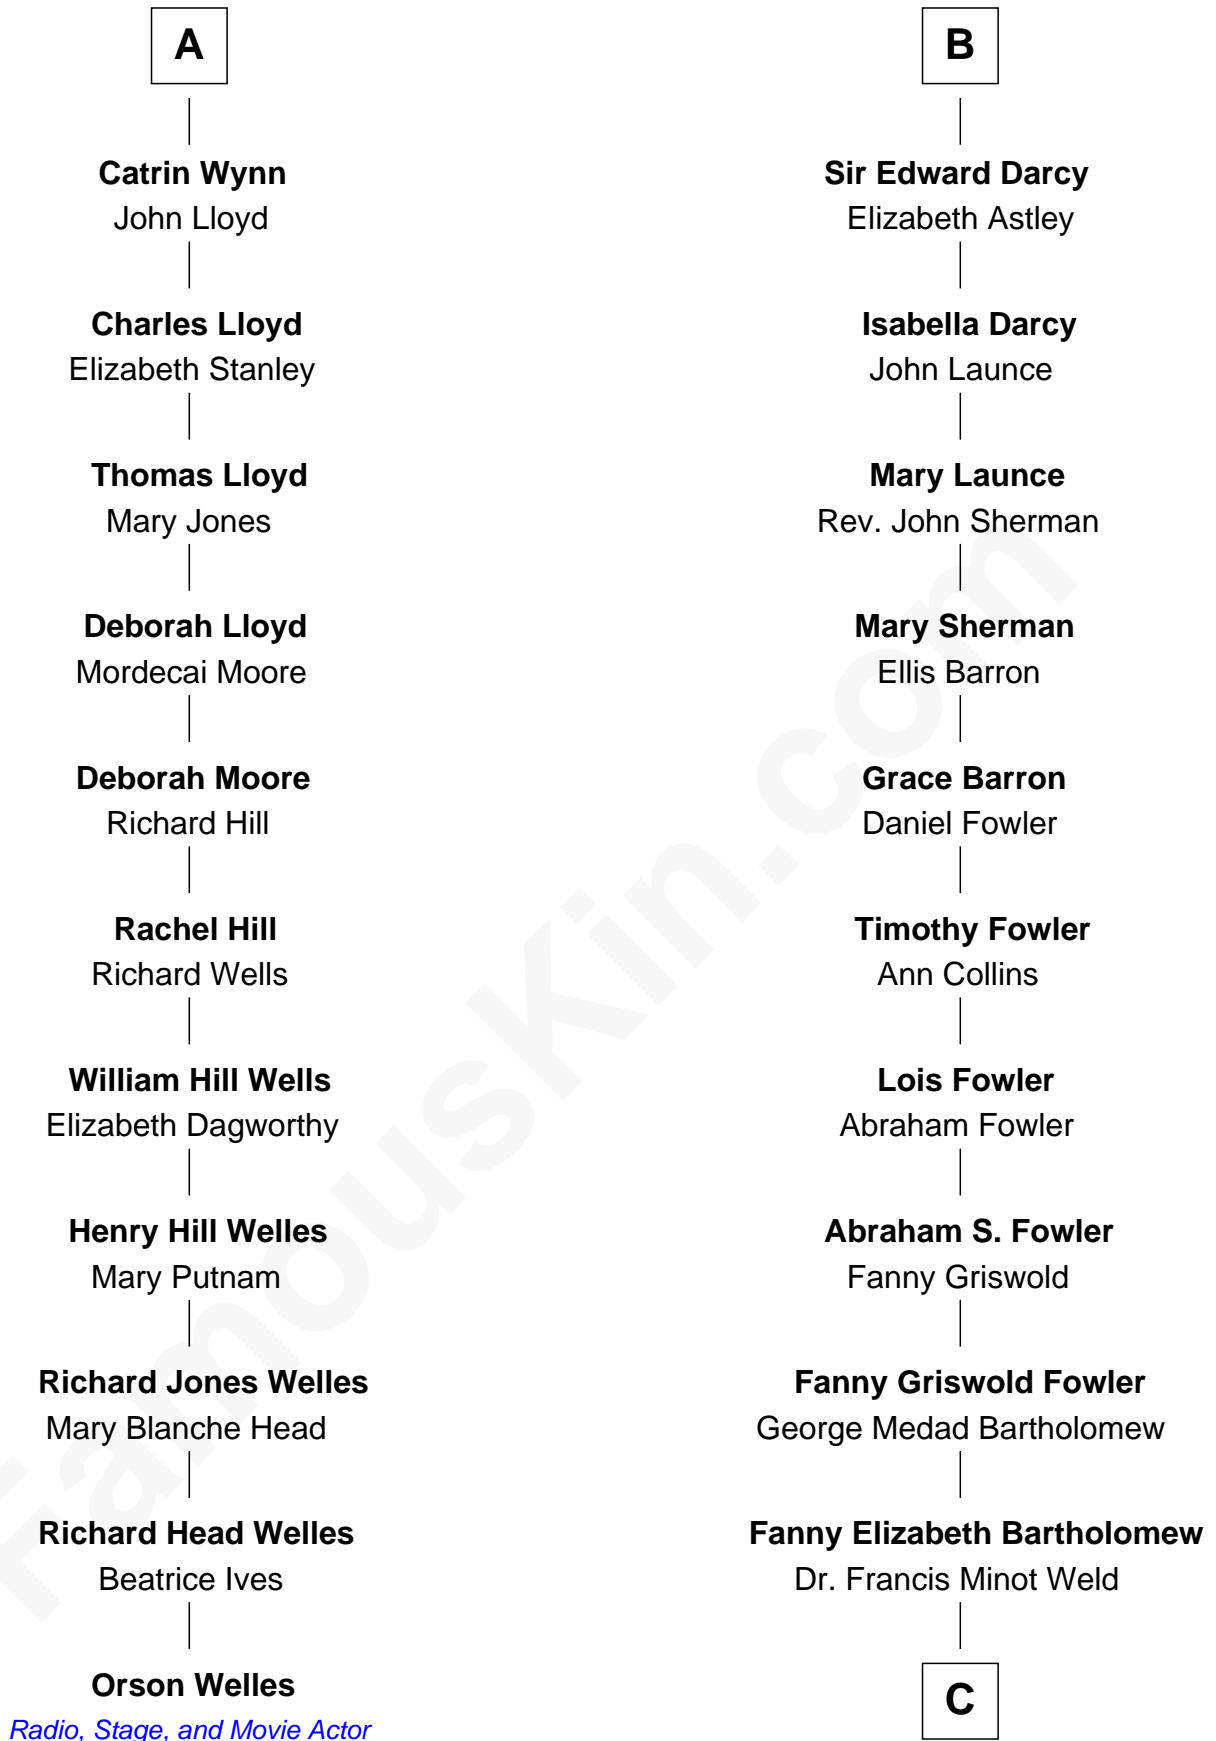 A
Catrin Wynn
John Lloyd
Charles Lloyd
Elizabeth Stanley
Thomas Lloyd
Mary Jones
Deborah Lloyd
Mordecai Moore
Deborah Moore
Richard Hill
Rachel Hill
Richard Wells
William Hill Wells
Elizabeth Dagworthy
Henry Hill Welles
Mary Putnam
Richard Jones Welles
Mary Blanche Head
Richard Head Welles
Beatrice Ives
Orson Welles
Radio, Stage, and Movie Actor
B
Sir Edward Darcy
Elizabeth Astley
Isabella Darcy
John Launce
Mary Launce
Rev. John Sherman
Mary Sherman
Ellis Barron
Grace Barron
Daniel Fowler
Timothy Fowler
Ann Collins
Lois Fowler
Abraham Fowler
Abraham S. Fowler
Fanny Griswold
Fanny Griswold Fowler
George Medad Bartholomew
Fanny Elizabeth Bartholomew
Dr. Francis Minot Weld
C
FamousKin.com